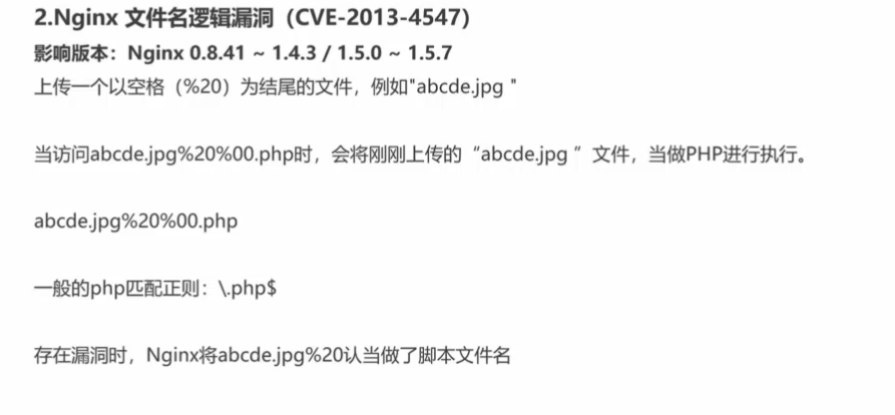 2.Nginx 文件名逻辑漏洞（CVE-2013-4547）
影响版本：Nginx 0.8.41 ~ 1.4.3 / 1.5.0 ~ 1.5.7
上传一个以空格（%20）为结尾的文件，例如"abcde.jpg "
当访问abcde.jpg%20%00.php时，会将刚刚上传的“abcde.jpg ”文件，当做PHP进行执行。
abcde.jpg%20%00.php
一般的php匹配正则：\.php$
存在漏洞时，Nginx将abcde.jpg%20认当做了脚本文件名